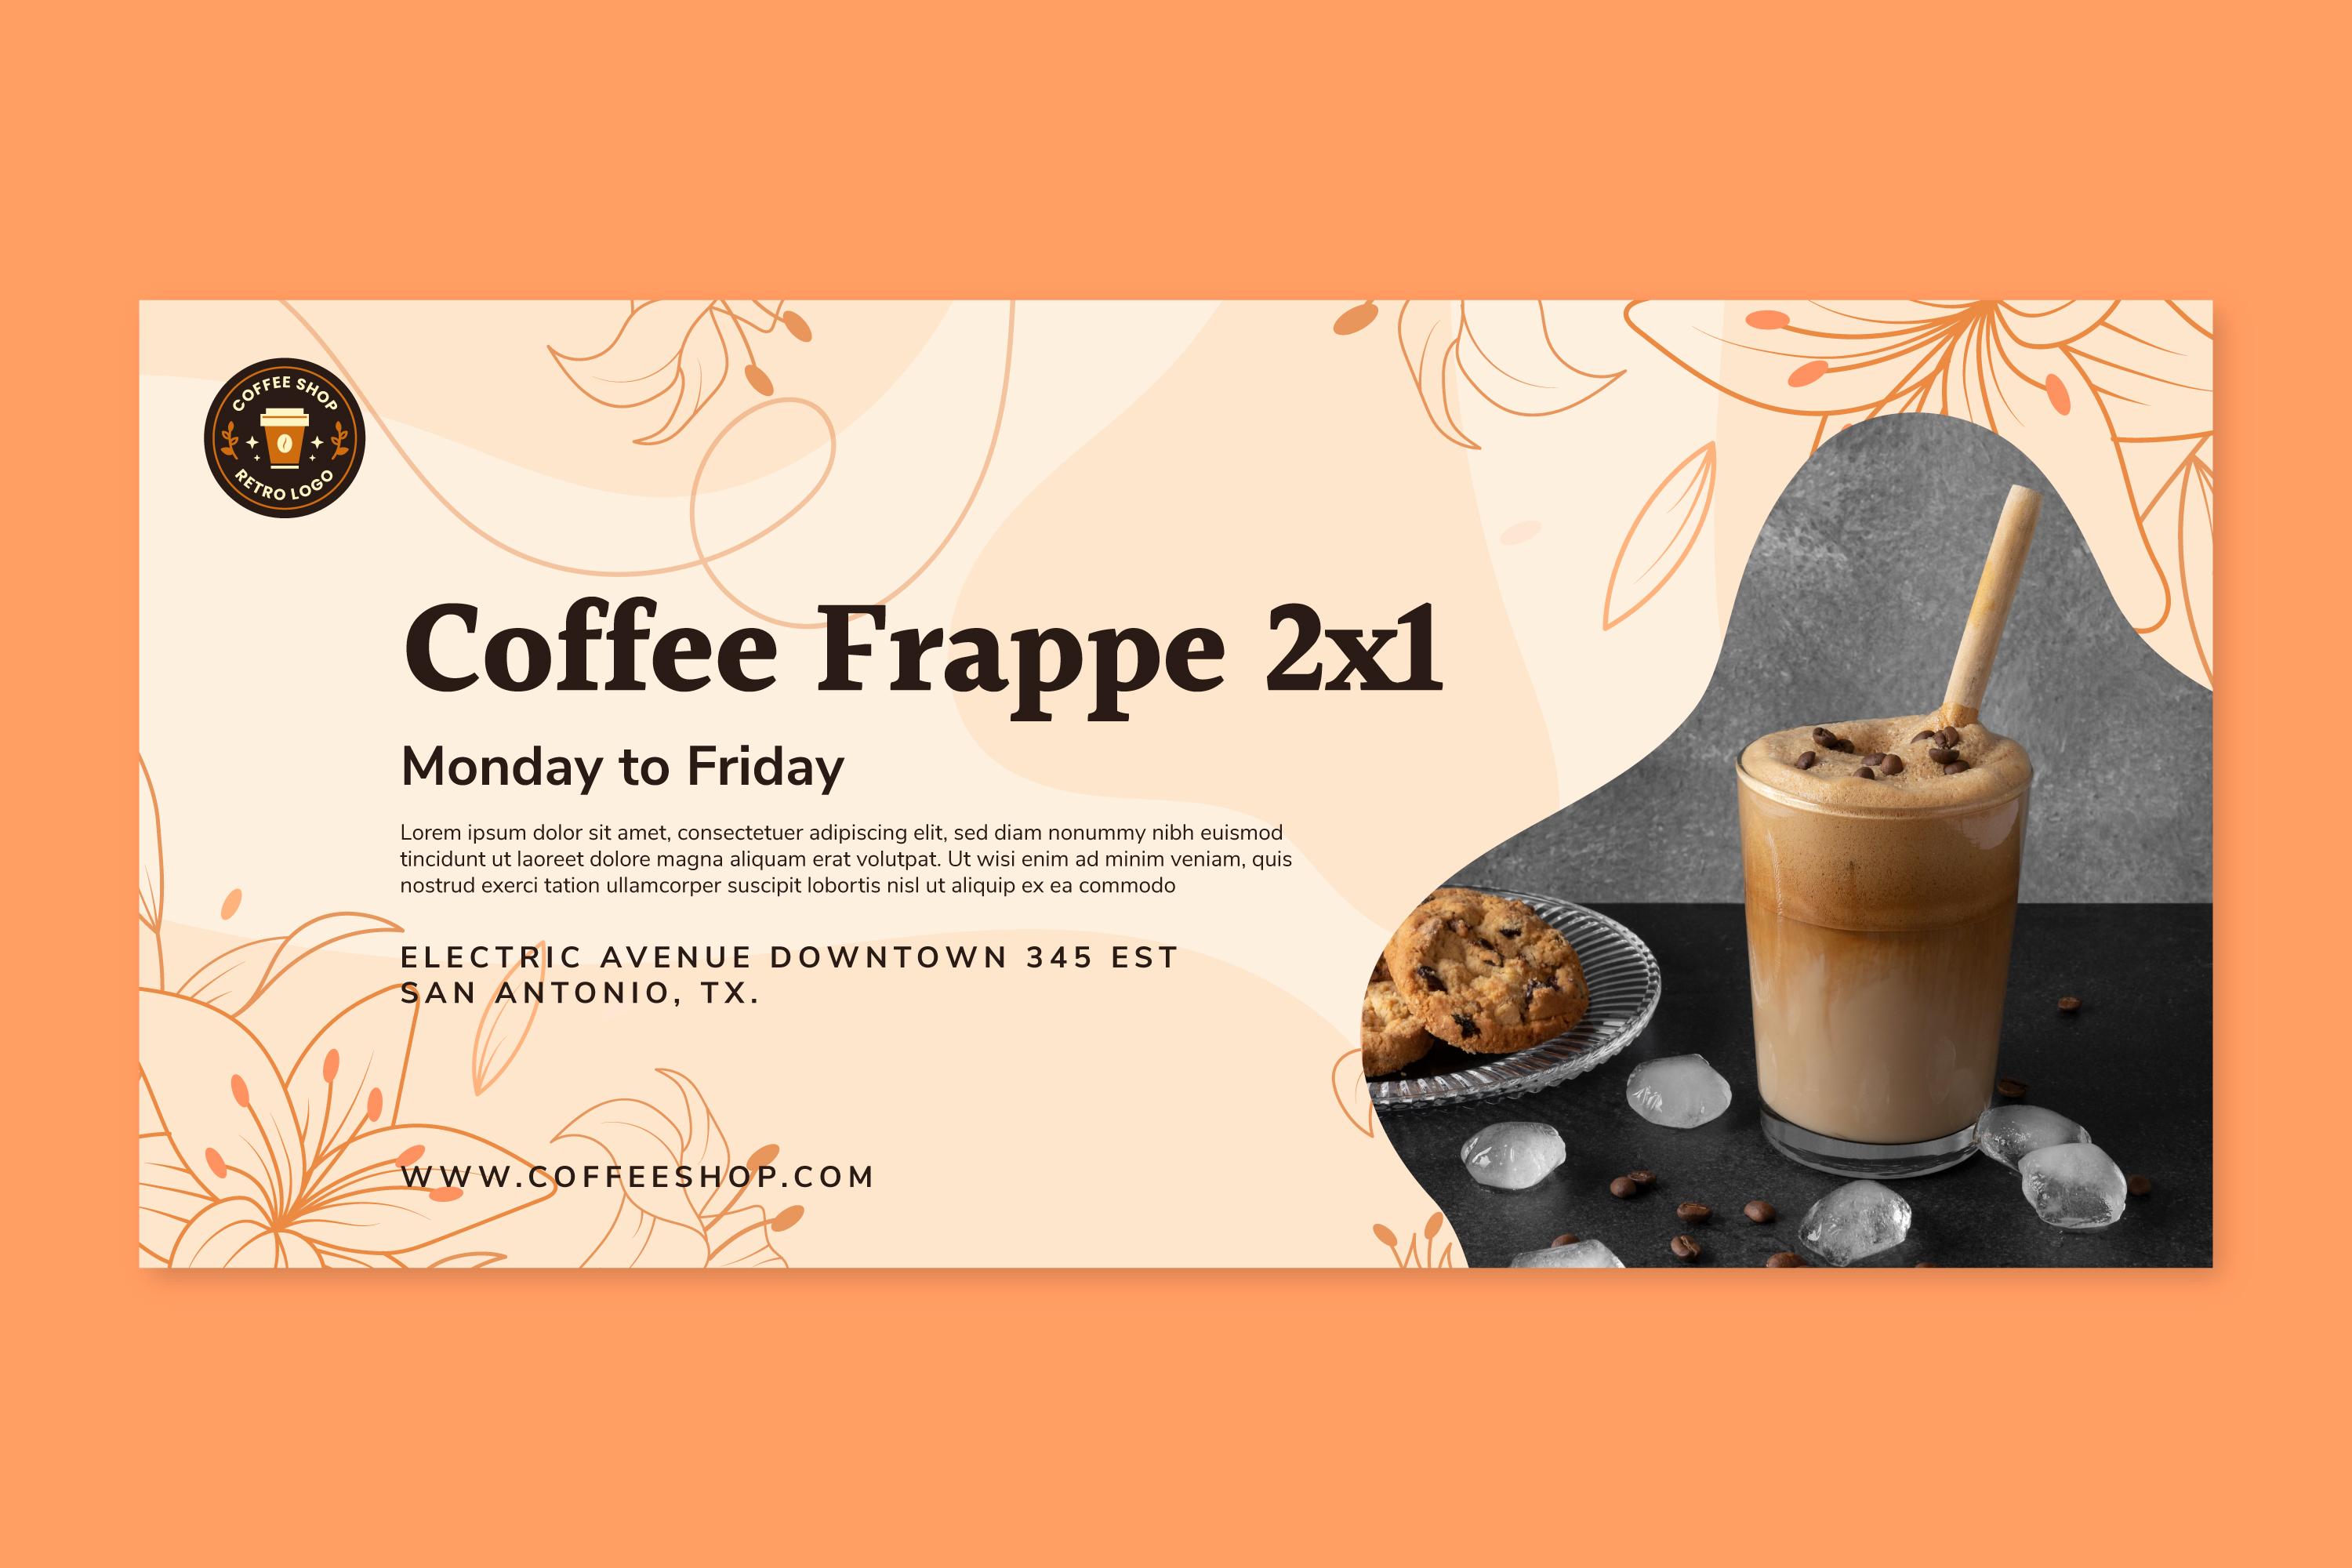 COFFEE SHOP
RETRO LOGO
Coffee Frappe 2x1
Monday to Friday
Lorem ipsum dolor sit amet, consectetuer adipiscing elit, sed diam nonummy nibh euismod
tincidunt ut laoreet dolore magna aliquam erat volutpat. Ut wisi enim ad minim veniam, quis
nostrud exerci tation ullamcorper suscipit lobortis nisl ut aliquip ex ea commodo
ELECTRIC AVENUE DOWNTOWN 345 EST
SAN ANTONIO, TX.
WWW.COFFEESHOP.COM